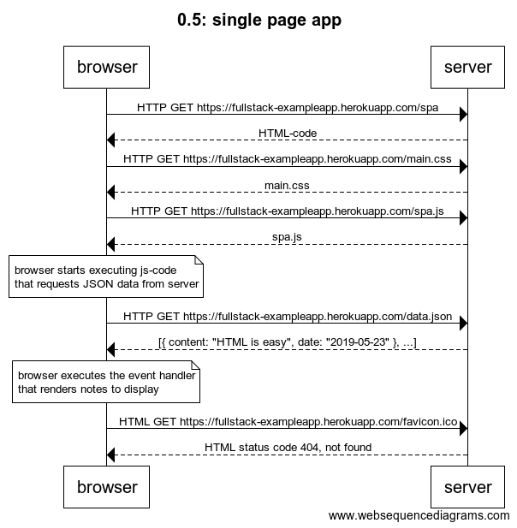 0.5: single page app
browser
server
HTTP GET https://fullstack-exampleapp.herokuapp.com/spa
HTML-code
HTTP GET https://fullstack-exampleapp.herokuapp.com/main.css
main.css
HTTP GET https://fullstack-exampleapp.herokuapp.com/spa.js
spa.js
browser starts executing js-code
that requests JSON data from server
HTTP GET https://fullstack-exampleapp.herokuapp.com/data.json
[{ content: "HTML is easy", date: "2019-05-23" }, ...]
browser executes the event handler
that renders notes to display
HTML GET https://fullstack-exampleapp.herokuapp.com/favicon.ico
HTML status code 404, not found
browser
server
www.websequencediagrams.com